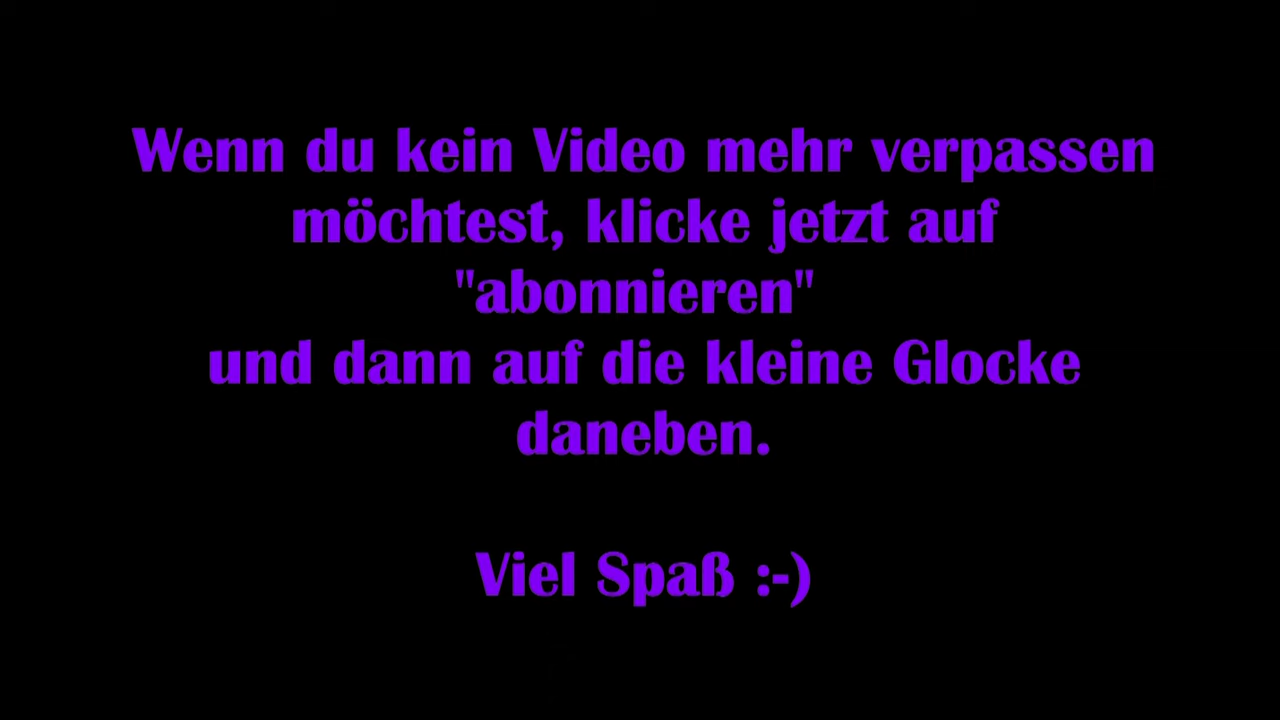 Wenn du kein Video mehr verpassen
möchtest, klicke jetzt auf
"abonnieren"
und dann auf die kleine Glocke
daneben.
Viel Spaß :-)